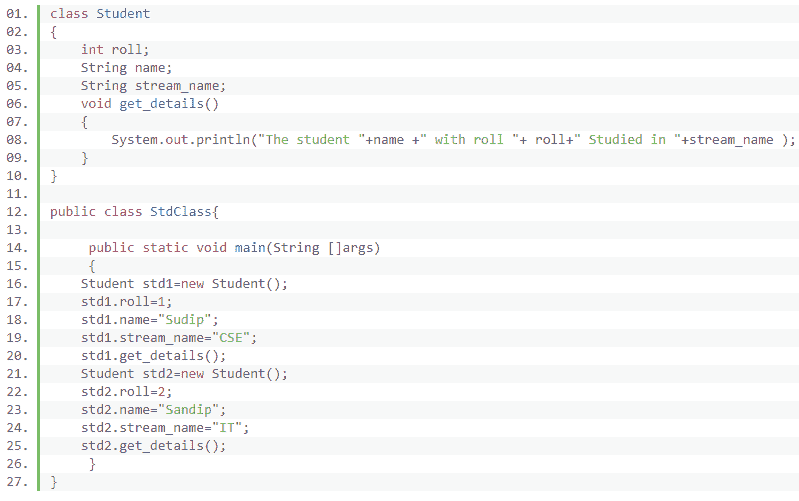 01. class Student
02. {
03.     int roll;
04.     String name;
05.     String stream_name;
06.     void get_details()
07.     {
08.         System.out.println("The student "+name +" with roll "+ roll+" Studied in "+stream_name );
09.     }
10. }
11.
12. public class StdClass{
13.
14.      public static void main(String []args)
15.      {
16.     Student std1=new Student();
17.     std1.roll=1;
18.     std1.name="Sudip";
19.     std1.stream_name="CSE";
20.     std1.get_details();
21.     Student std2=new Student();
22.     std2.roll=2;
23.     std2.name="Sandip";
24.     std2.stream_name="IT";
25.     std2.get_details();
26.      }
27. }